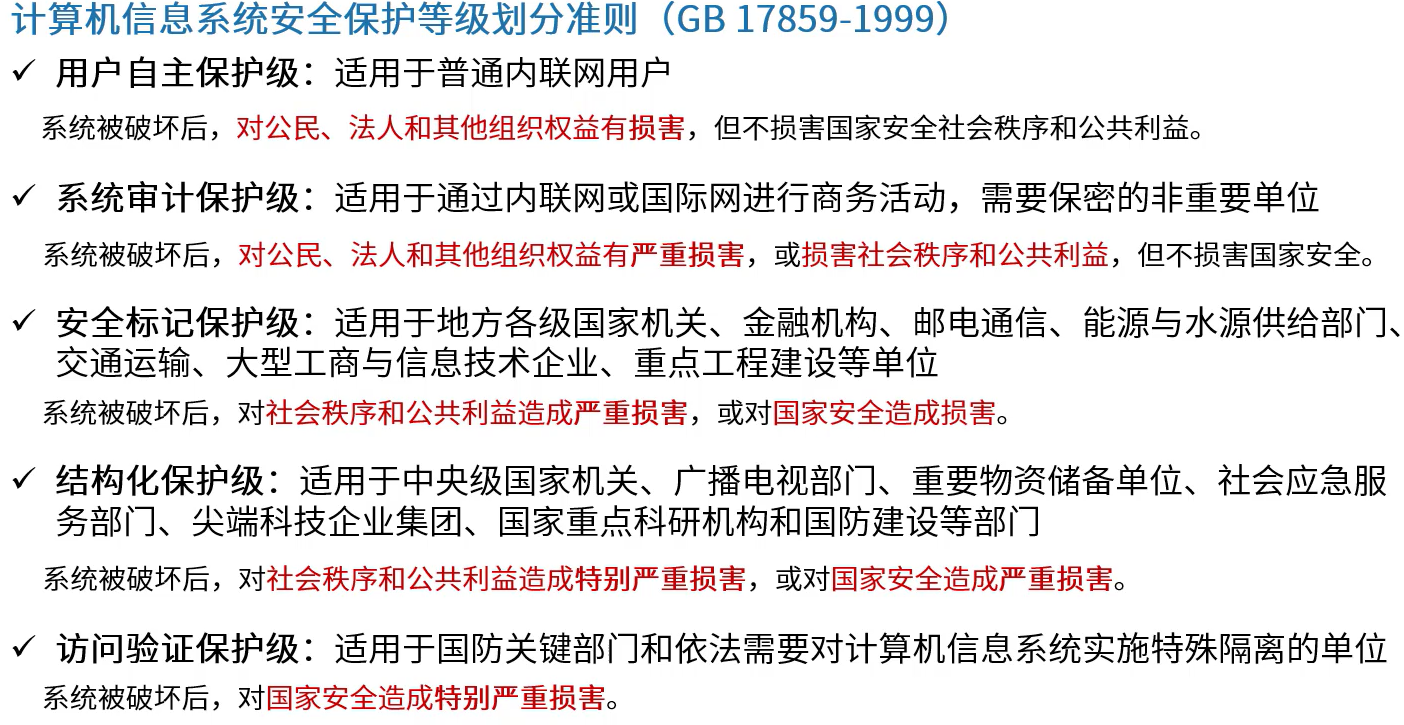 计算机信息系统安全保护等级划分准则（GB 17859-1999）
✓ 用户自主保护级：适用于普通内联网用户
系统被破坏后，对公民、法人和其他组织权益有损害，但不损害国家安全社会秩序和公共利益。
✓ 系统审计保护级：适用于通过内联网或国际网进行商务活动，需要保密的非重要单位
系统被破坏后，对公民、法人和其他组织权益有严重损害，或损害社会秩序和公共利益，但不损害国家安全。
✓ 安全标记保护级：适用于地方各级国家机关、金融机构、邮电通信、能源与水源供给部门、
交通运输、大型工商与信息技术企业、重点工程建设等单位
系统被破坏后，对社会秩序和公共利益造成严重损害，或对国家安全造成损害。
✓ 结构化保护级：适用于中央级国家机关、广播电视部门、重要物资储备单位、社会应急服
务部门、尖端科技企业集团、国家重点科研机构和国防建设等部门
系统被破坏后，对社会秩序和公共利益造成特别严重损害，或对国家安全造成严重损害。
✓ 访问验证保护级：适用于国防关键部门和依法需要对计算机信息系统实施特殊隔离的单位
系统被破坏后，对国家安全造成特别严重损害。